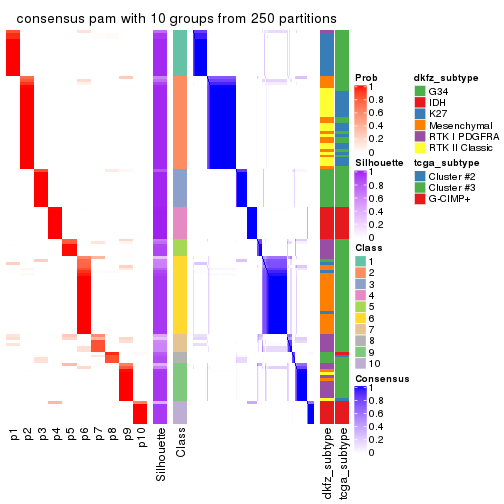 consensus pam with 10 groups from 250 partitions
Prob
1
0.8
0.6
0.4
0.2
0
Silhouette
1
0.8
0.6
0.4
0.2
0
Class
1
2
3
4
5
6
7
8
9
10
Consensus
1
0.8
0.6
0.4
0.2
0
dkfz_subtype
G34
IDH
K27
Mesenchymal
RTK I PDGFRA
RTK II Classic
tcga_subtype
Cluster #2
Cluster #3
G-CIMP+
p1
p2
p3
p4
p5
p6
p7
p8
p9
p10
Silhouette
Class
dkfz_subtype
tcga_subtype